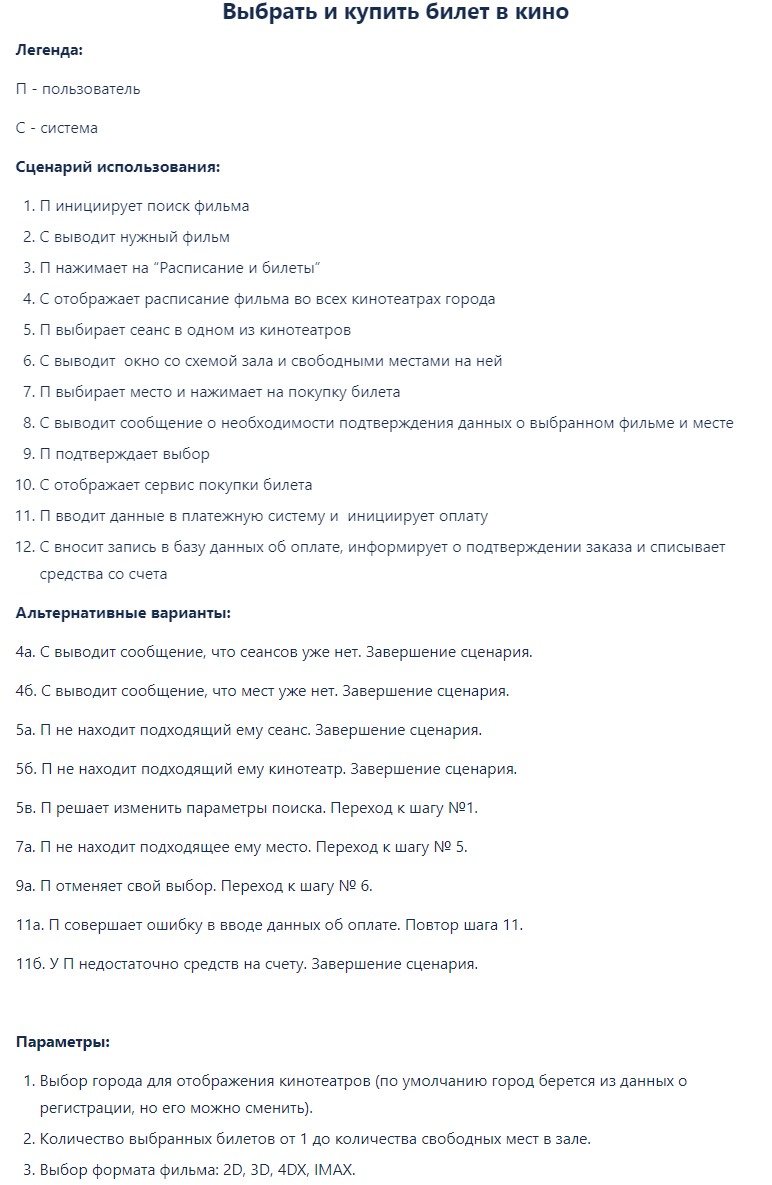 Выбрать и купить билет в кино
Легенда:
П - пользователь
С - система
Сценарий использования:
1. П инициирует поиск фильма
2. С выводит нужный фильм
3. П нажимает на “Расписание и билеты”
4. С отображает расписание фильма во всех кинотеатрах города
5. П выбирает сеанс в одном из кинотеатров
6. С выводит  окно со схемой зала и свободными местами на ней
7. П выбирает место и нажимает на покупку билета
8. С выводит сообщение о необходимости подтверждения данных о выбранном фильме и месте
9. П подтверждает выбор
10. С отображает сервис покупки билета
11. П вводит данные в платежную систему и  инициирует оплату
12. С вносит запись в базу данных об оплате, информирует о подтверждении заказа и списывает
средства со счета
Альтернативные варианты:
4а. С выводит сообщение, что сеансов уже нет. Завершение сценария.
4б. С выводит сообщение, что мест уже нет. Завершение сценария.
5а. П не находит подходящий ему сеанс. Завершение сценария.
5б. П не находит подходящий ему кинотеатр. Завершение сценария.
5в. П решает изменить параметры поиска. Переход к шагу №1.
7а. П не находит подходящее ему место. Переход к шагу № 5.
9а. П отменяет свой выбор. Переход к шагу № 6.
11а. П совершает ошибку в вводе данных об оплате. Повтор шага 11.
11б. У П недостаточно средств на счету. Завершение сценария.
Параметры:
1. Выбор города для отображения кинотеатров (по умолчанию город берется из данных о
регистрации, но его можно сменить).
2. Количество выбранных билетов от 1 до количества свободных мест в зале.
3. Выбор формата фильма: 2D, 3D, 4DX, IMAX.